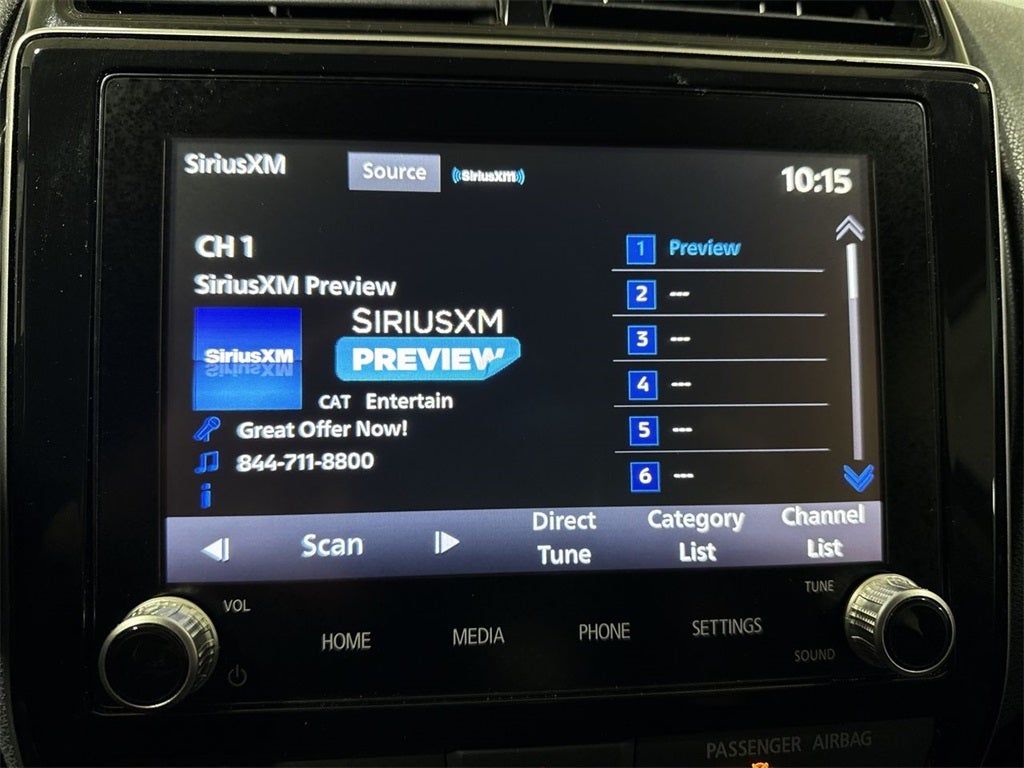 SiriusXM Source SiriusXM 10:15
CH 1
SiriusXM Preview
SIRIUSXM
PREVIEW
SiriusXM
CAT Entertain
Great Offer Now!
844-711-8800
1 Preview
2 ---
3 ---
4 ---
5 ---
6 ---
Scan
Direct
Tune
Category
List
Channel
List
VOL
HOME MEDIA PHONE SETTINGS
TUNE
SOUND
PASSENGER AIRBAG